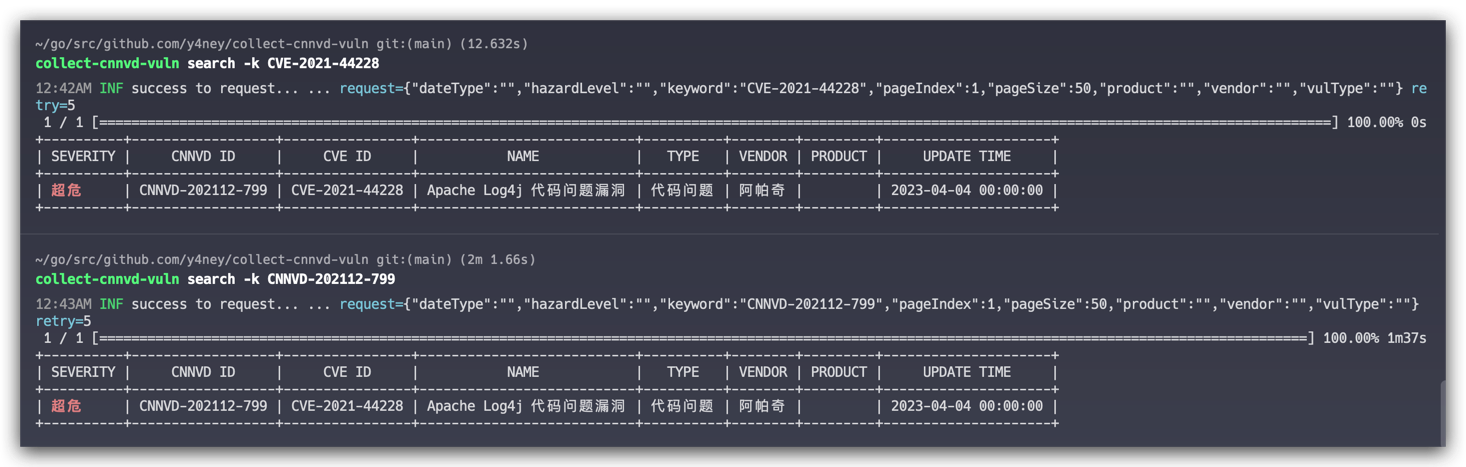 ~/go/src/github.com/y4ney/collect-cnnvd-vuln git:(main) (12.632s)
collect-cnnvd-vuln search -k CVE-2021-44228
12:42AM INF success to request... ... request={"dateType":"","hazardLevel":"","keyword":"CVE-2021-44228","pageIndex":1,"pageSize":50,"product":"","vendor":"","vulType":""} re
try=5
1 / 1 [==========================================================================================================================================================] 100.00% 0s
+----------+-----------------+---------------+---------------------------+----------+--------+---------+---------------------+
| SEVERITY | CNNVD ID | CVE ID | NAME | TYPE | VENDOR | PRODUCT | UPDATE TIME |
+----------+-----------------+---------------+---------------------------+----------+--------+---------+---------------------+
| 超危 | CNNVD-202112-799 | CVE-2021-44228 | Apache Log4j 代码问题漏洞 | 代码问题 | 阿帕奇 | | 2023-04-04 00:00:00 |
+----------+-----------------+---------------+---------------------------+----------+--------+---------+---------------------+
~/go/src/github.com/y4ney/collect-cnnvd-vuln git:(main) (2m 1.66s)
collect-cnnvd-vuln search -k CNNVD-202112-799
12:43AM INF success to request... ... request={"dateType":"","hazardLevel":"","keyword":"CNNVD-202112-799","pageIndex":1,"pageSize":50,"product":"","vendor":"","vulType":""}
retry=5
1 / 1 [=======================================================================================================================================================] 100.00% 1m37s
+----------+-----------------+---------------+---------------------------+----------+--------+---------+---------------------+
| SEVERITY | CNNVD ID | CVE ID | NAME | TYPE | VENDOR | PRODUCT | UPDATE TIME |
+----------+-----------------+---------------+---------------------------+----------+--------+---------+---------------------+
| 超危 | CNNVD-202112-799 | CVE-2021-44228 | Apache Log4j 代码问题漏洞 | 代码问题 | 阿帕奇 | | 2023-04-04 00:00:00 |
+----------+-----------------+---------------+---------------------------+----------+--------+---------+---------------------+